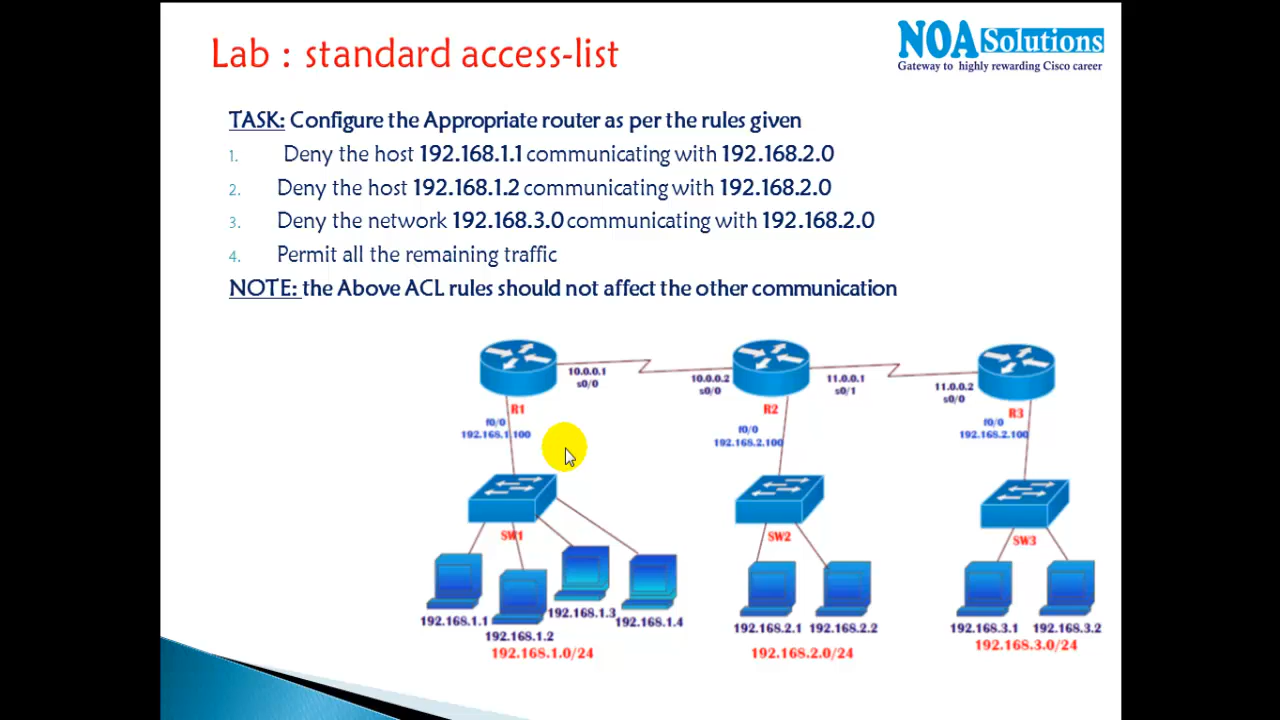 Lab : standard access-list
NOA Solutions
Gateway to highly rewarding Cisco career
TASK: Configure the Appropriate router as per the rules given
1. Deny the host 192.168.1.1 communicating with 192.168.2.0
2. Deny the host 192.168.1.2 communicating with 192.168.2.0
3. Deny the network 192.168.3.0 communicating with 192.168.2.0
4. Permit all the remaining traffic
NOTE: the Above ACL rules should not affect the other communication
10.0.0.1
s0/0
10.0.0.2
s0/0
11.0.0.1
s0/1
11.0.0.2
s0/0
R1
R2
R3
f0/0
192.168.1.100
f0/0
192.168.2.100
f0/0
192.168.2.100
SW1
SW2
SW3
192.168.1.1
192.168.1.2
192.168.1.3
192.168.1.4
192.168.2.1
192.168.2.2
192.168.3.1
192.168.3.2
192.168.1.0/24
192.168.2.0/24
192.168.3.0/24